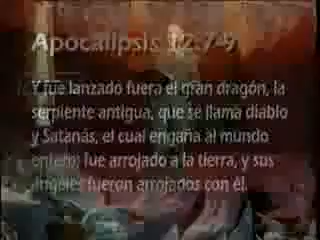 Apocalipsis 12:7-9
Y fue lanzado fuera el gran dragón, la
serpiente antigua, que se llama diablo
y Satanás, el cual engaña al mundo
entero; fue arrojado a la tierra, y sus
ángeles fueron arrojados con él.